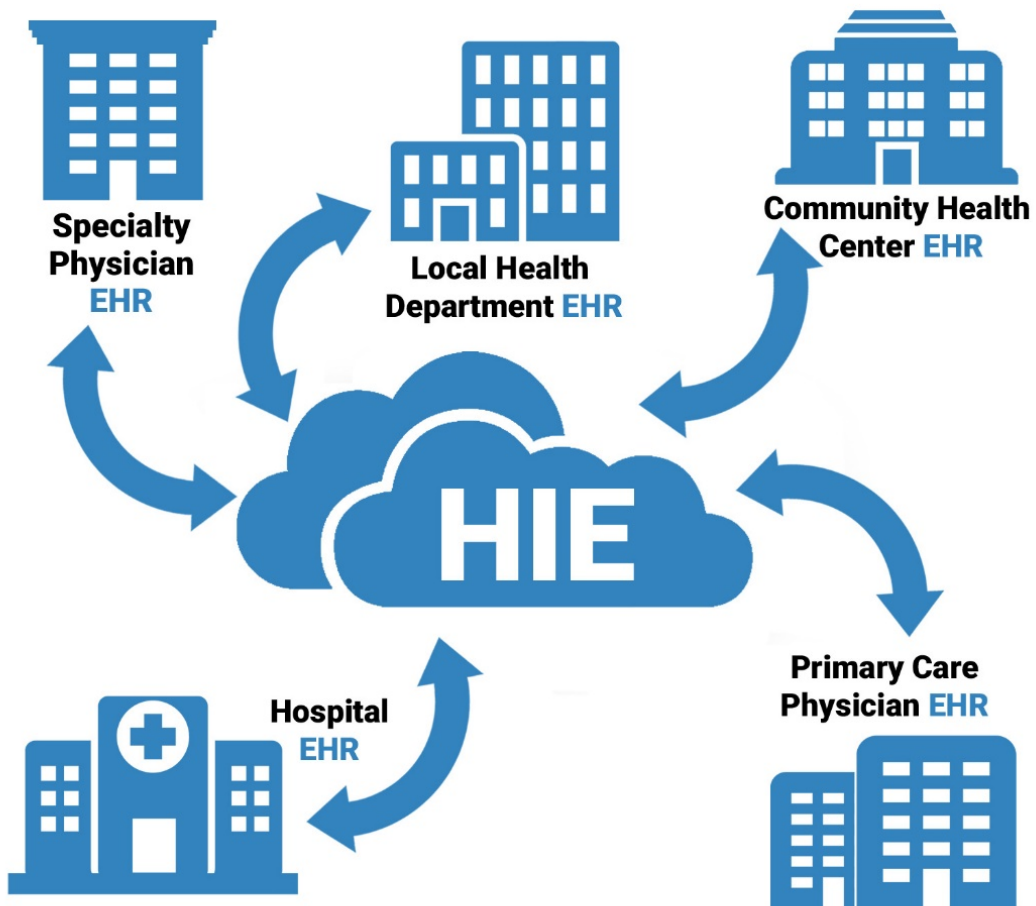 Specialty
Physician
EHR
Local Health
Department EHR
Community Health
Center EHR
HIE
Hospital
EHR
Primary Care
Physician EHR